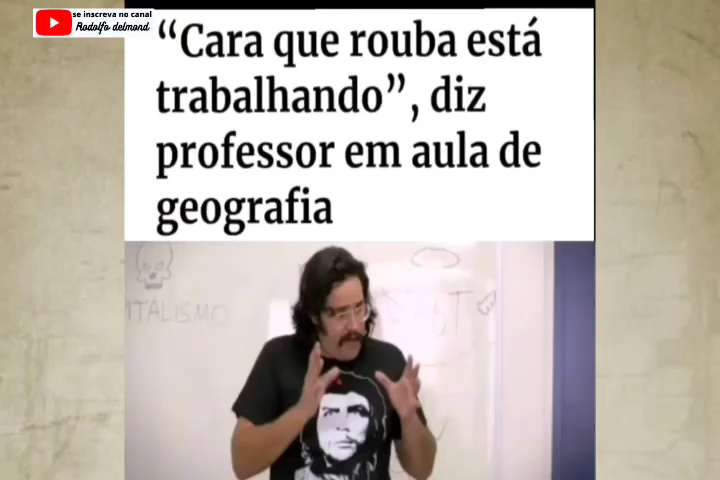 se inscreva no canal
Rodolfo delmond
“Cara que rouba está
trabalhando”, diz
professor em aula de
geografia
ITALISMO